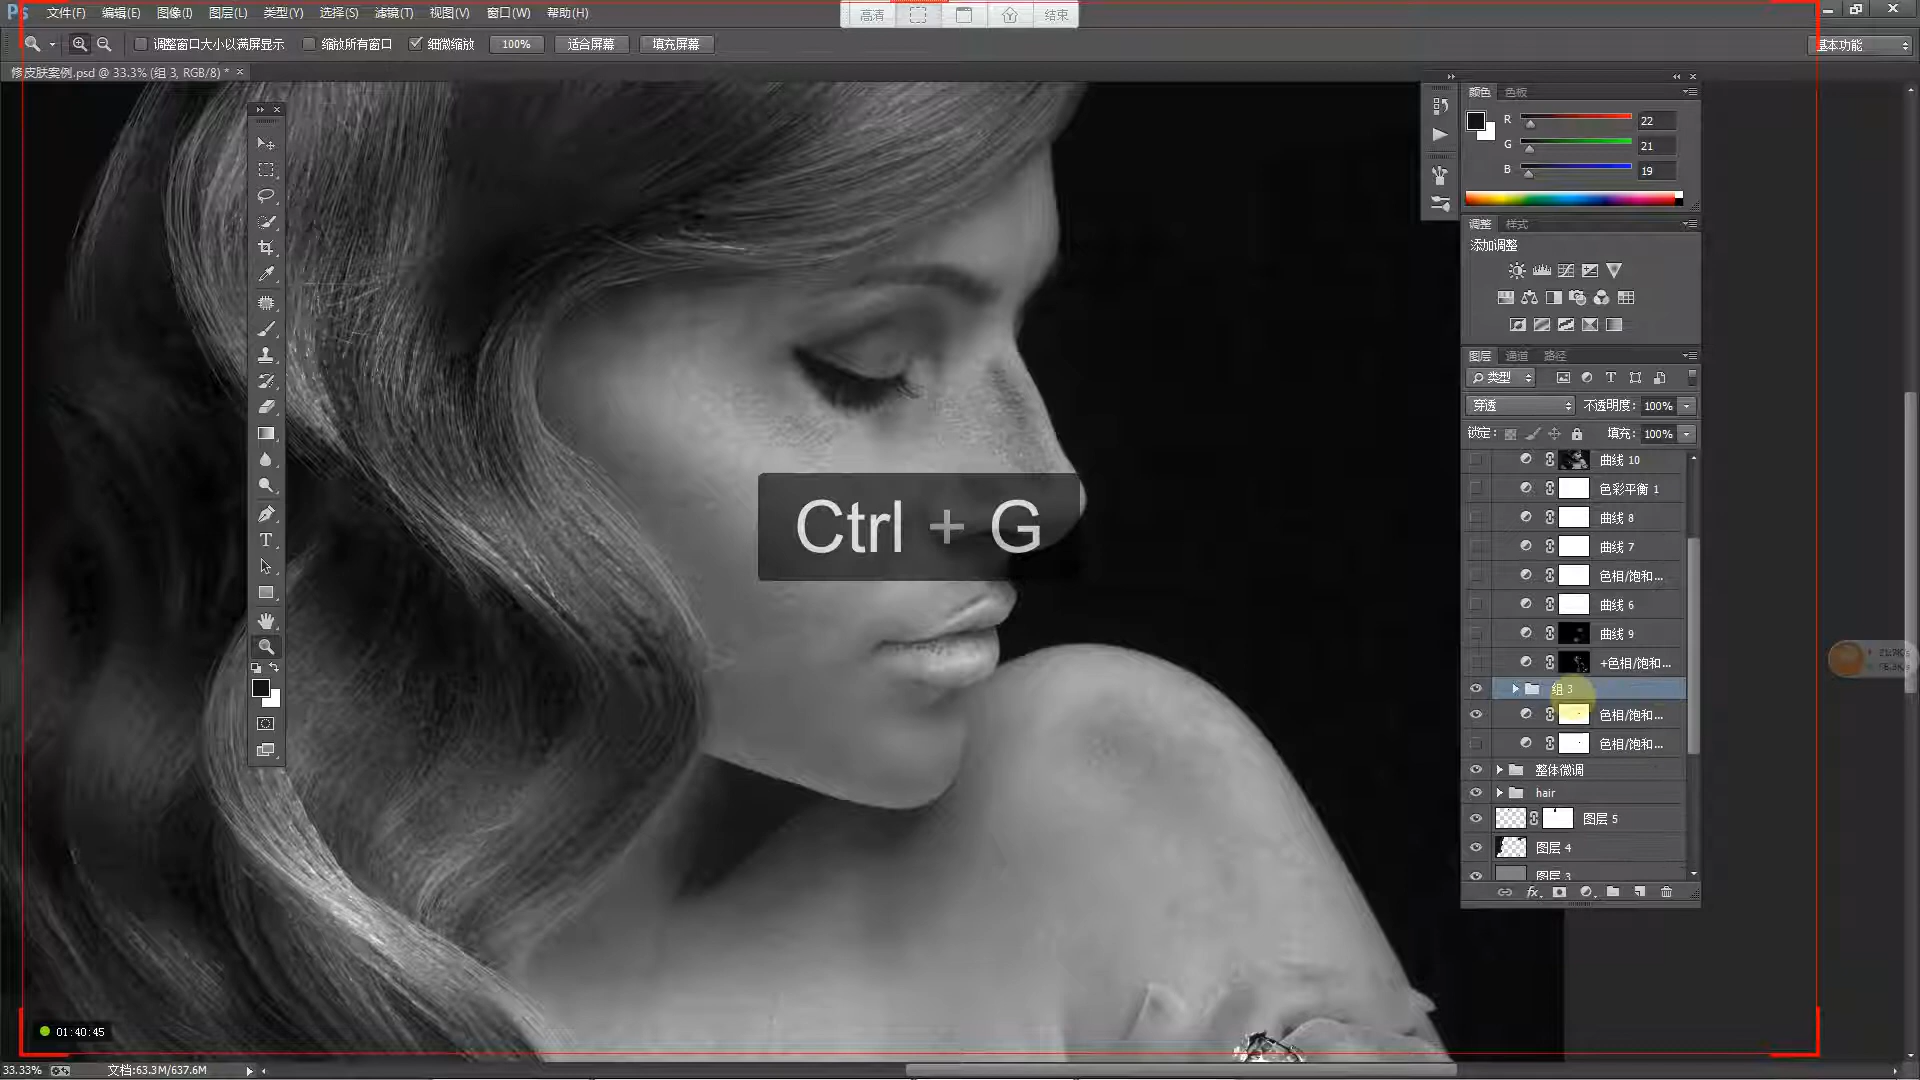 Ps 文件(F) 编辑(E) 图像(I) 图层(L) 类型(Y) 选择(S) 滤镜(T) 视图(V) 窗口(W) 帮助(H)
高清 结束
调整窗口大小以满屏显示 缩放所有窗口 细微缩放 100% 适合屏幕 填充屏幕 基本功能
修皮肤案例.psd @ 33.3% (组 3, RGB/8) * ×
颜色 色板
R 22
G 21
B 19
调整 样式
添加调整
图层 通道 路径
类型
穿透 不透明度: 100%
锁定: 填充: 100%
曲线 10
色彩平衡 1
曲线 8
曲线 7
色相/饱和...
曲线 6
曲线 9
+色相/饱和...
组 3
色相/饱和...
色相/饱和...
整体微调
hair
图层 5
图层 4
图层 3
Ctrl + G
01:40:45
33.33% 文档:63.3M/637.6M